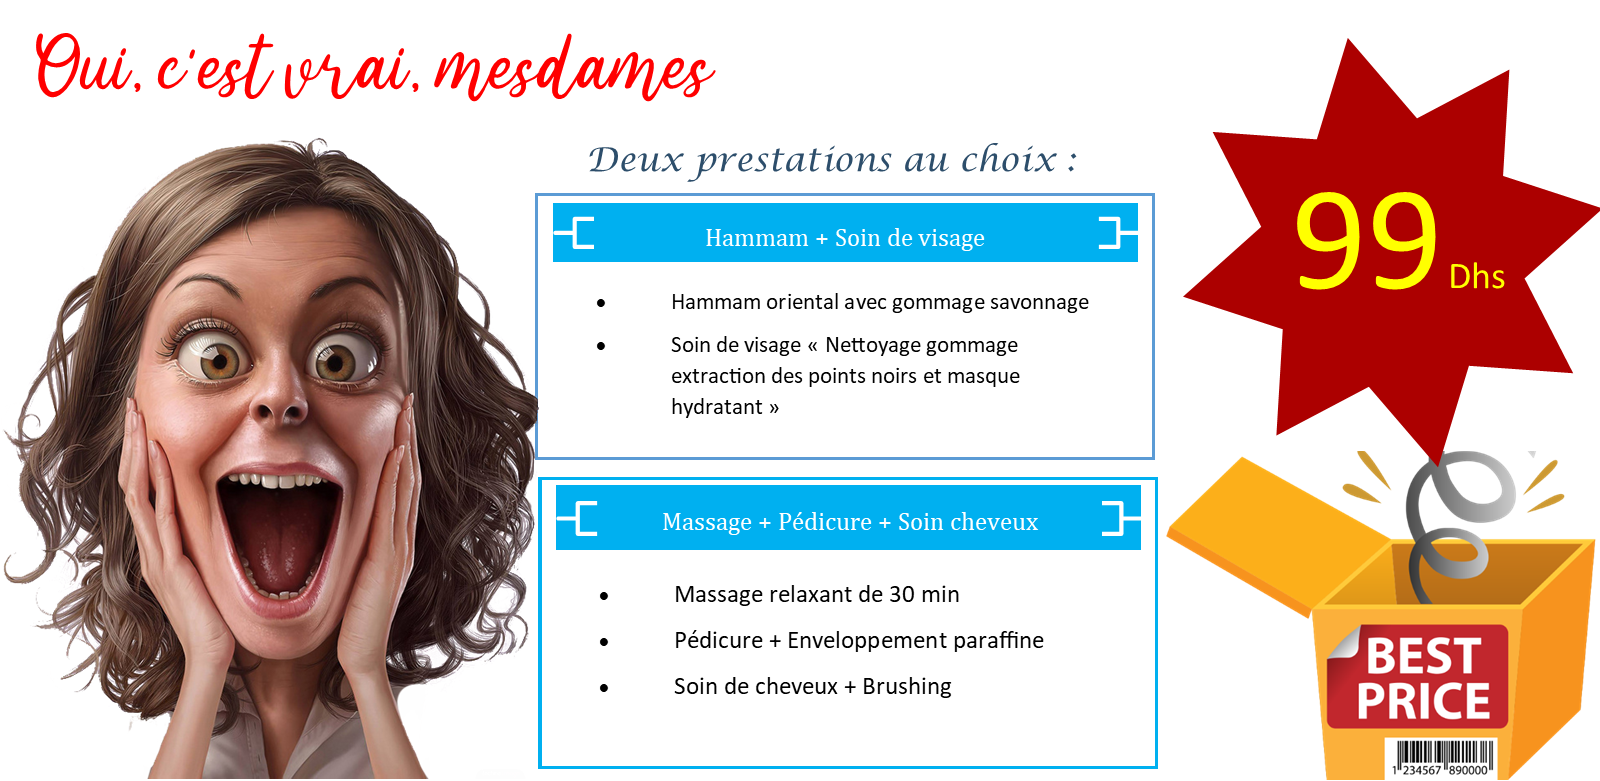 Oui, c'est vrai, mesdames
Deux prestations au choix :
Hammam + Soin de visage
• Hammam oriental avec gommage savonnage
• Soin de visage « Nettoyage gommage
extraction des points noirs et masque
hydratant »
Massage + Pédicure + Soin cheveux
• Massage relaxant de 30 min
• Pédicure + Enveloppement paraffine
• Soin de cheveux + Brushing
99 Dhs
BEST
PRICE
1 234567 890000